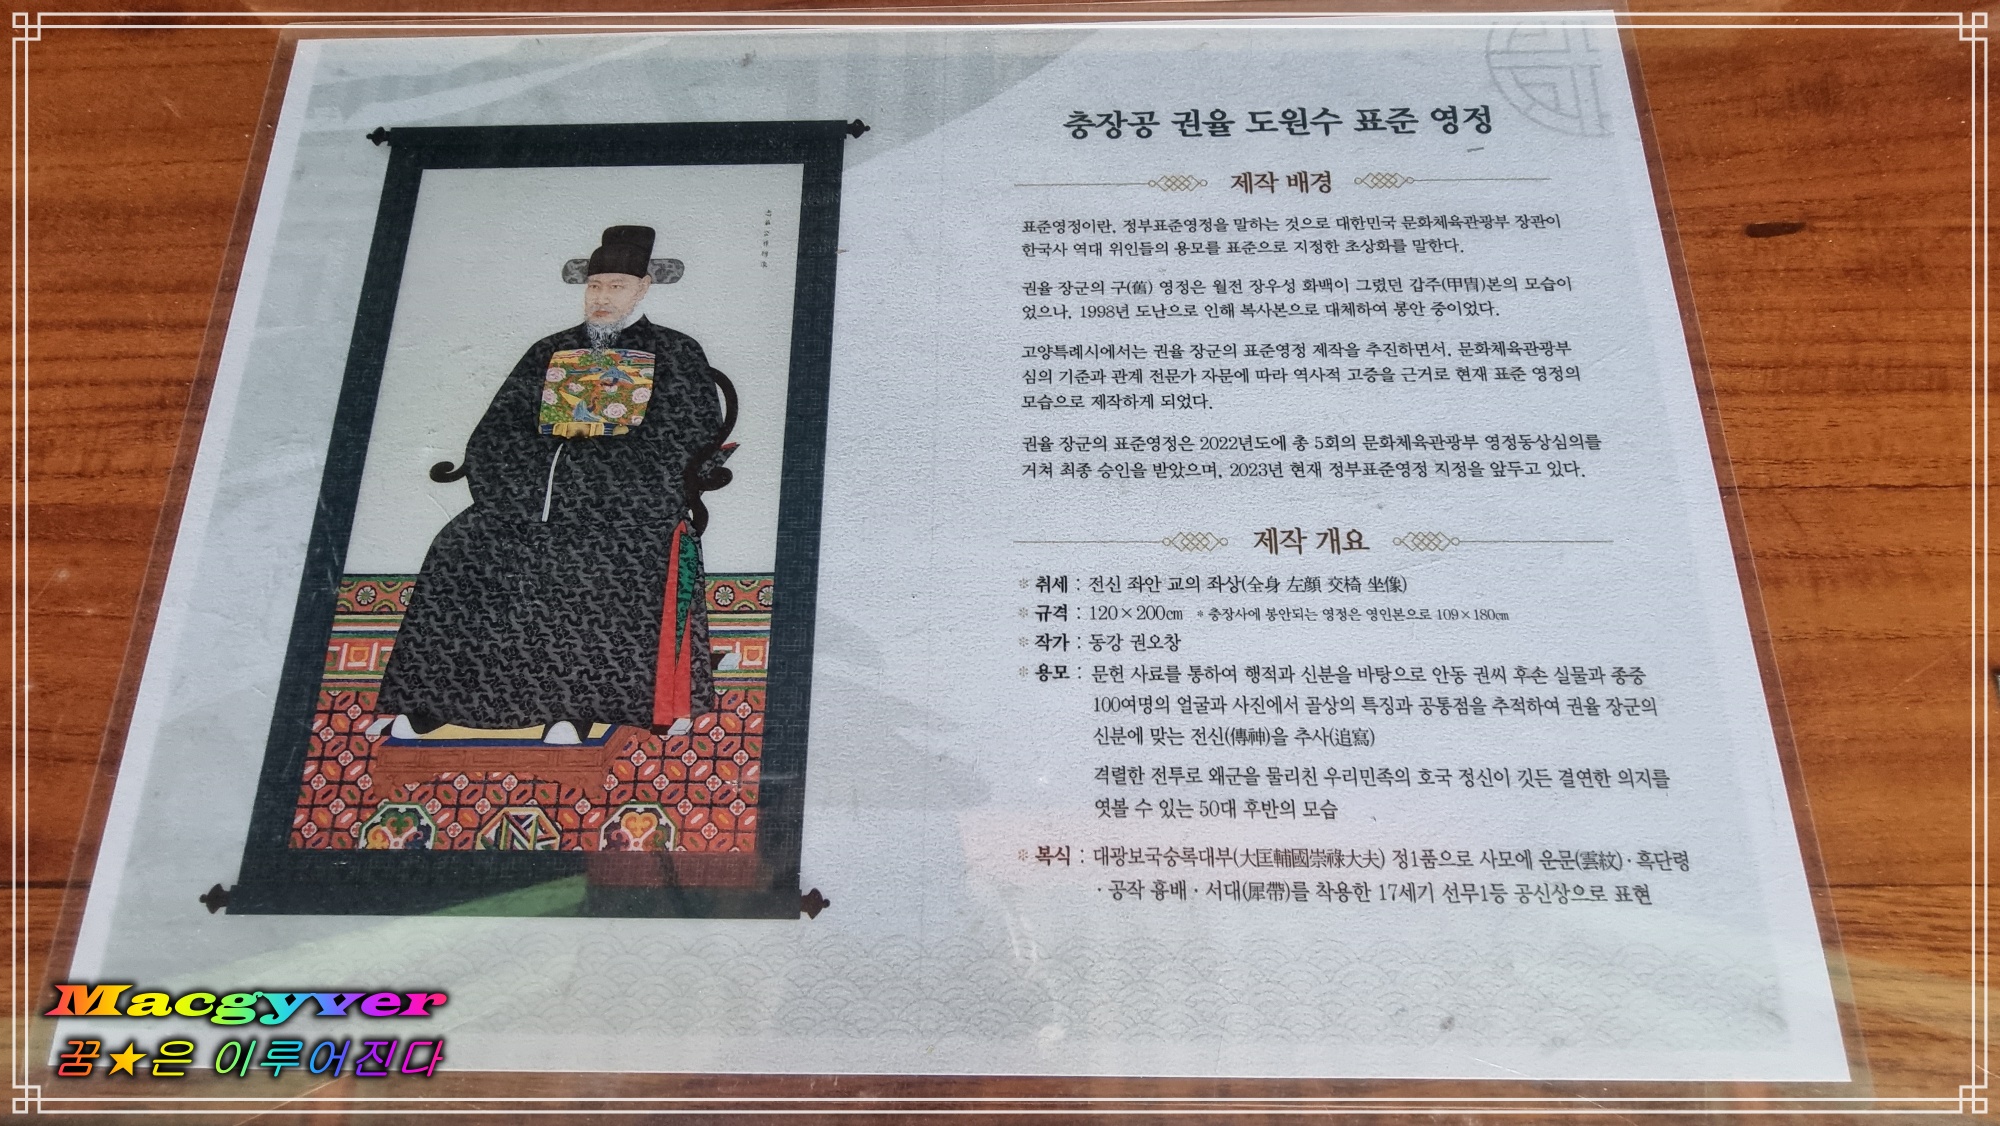 충장공 권율 도원수 표준 영정
제작 배경
표준영정이란, 정부표준영정을 말하는 것으로 대한민국 문화체육관광부 장관이
한국사 역대 위인들의 용모를 표준으로 지정한 초상화를 말한다.
권율 장군의 구(舊) 영정은 월전 장우성 화백이 그렸던 갑주(甲冑)본의 모습이
었으나, 1998년 도난으로 인해 복사본으로 대체하여 봉안 중이었다.
고양특례시에서는 권율 장군의 표준영정 제작을 추진하면서, 문화체육관광부
심의 기준과 관계 전문가 자문에 따라 역사적 고증을 근거로 현재 표준 영정의
모습으로 제작하게 되었다.
권율 장군의 표준영정은 2022년도에 총 5회의 문화체육관광부 영정동상심의를
거쳐 최종 승인을 받았으며, 2023년 현재 정부표준영정 지정을 앞두고 있다.
제작 개요
※ 취세 : 전신 좌안 교의 좌상(全身 左顔 交椅 坐像)
※ 규격 : 120×200㎝ * 충장사에 봉안되는 영정은 영인본으로 109×180㎝
※ 작가 : 동강 권오창
※ 용모 : 문헌 사료를 통하여 행적과 신분을 바탕으로 안동 권씨 후손 실물과 종중
100여명의 얼굴과 사진에서 골상의 특징과 공통점을 추적하여 권율 장군의
신분에 맞는 전신(傳神)을 추사(追寫)
격렬한 전투로 왜군을 물리친 우리민족의 호국 정신이 깃든 결연한 의지를
엿볼 수 있는 50대 후반의 모습
※ 복식 : 대광보국숭록대부(大匡輔國崇祿大夫) 정1품으로 사모에 운문(雲紋)·흑단령
·공작 흉배·서대(犀帶)를 착용한 17세기 선무1등 공신상으로 표현
Macgyver
꿈★은 이루어진다